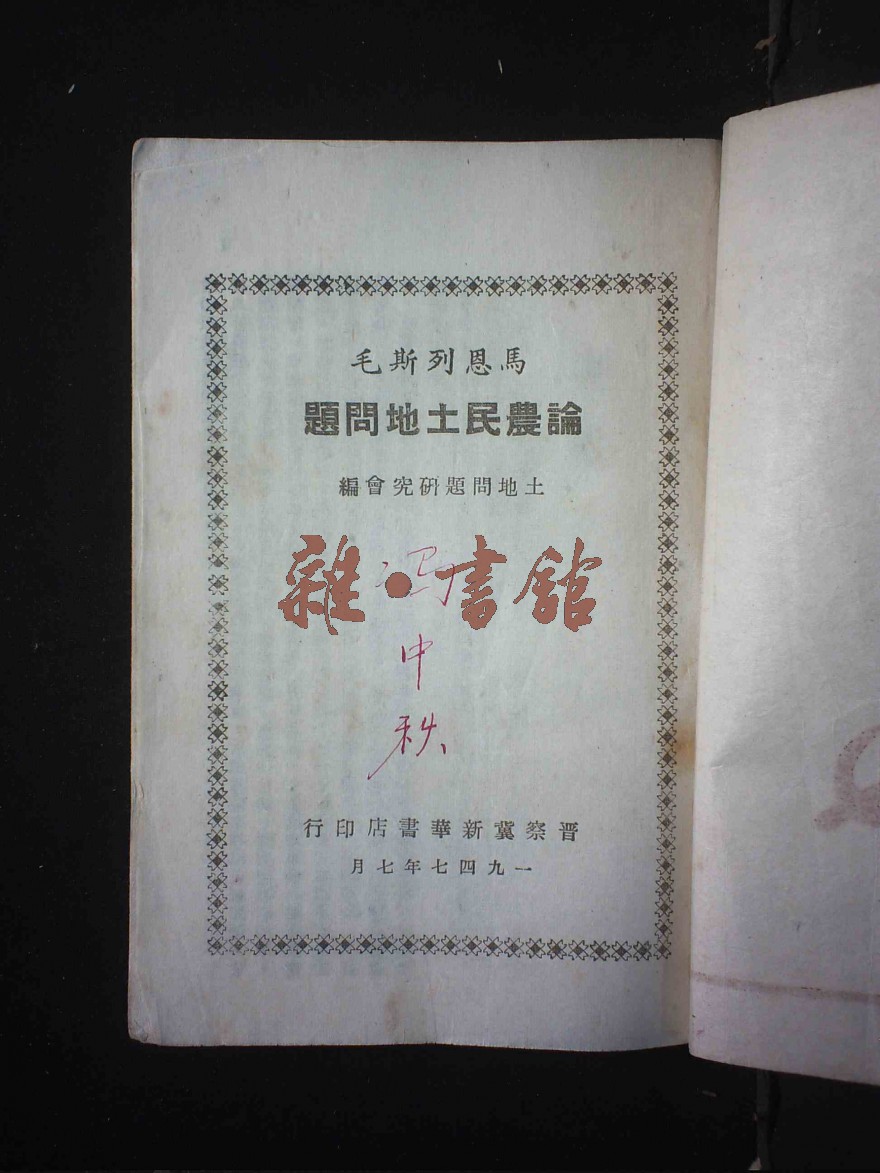 馬恩列斯毛
論農民土地問題
土地問題研究會編
雜·書館
冯
中
秋
晋察冀新華書店印行
一九四七年七月